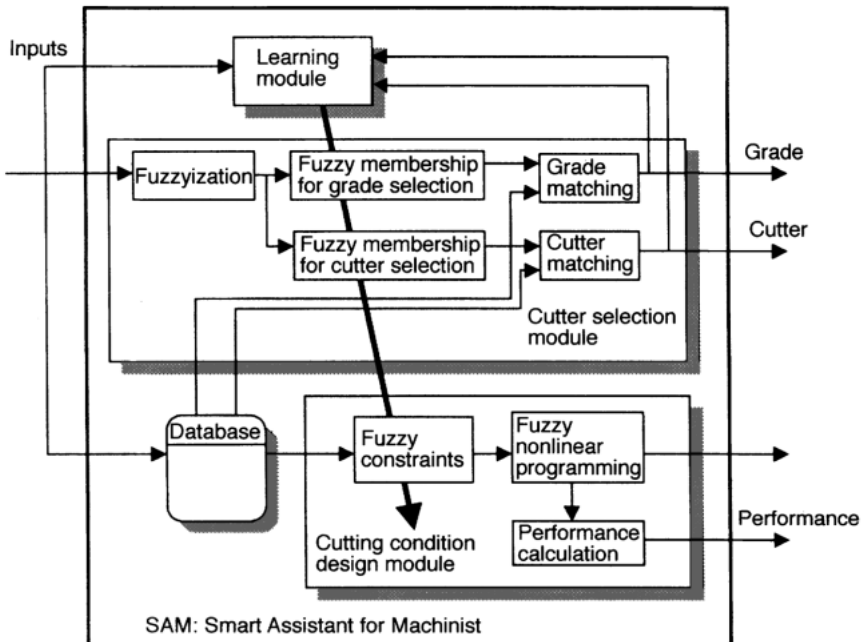 Inputs
Learning
module
Fuzzyization
Fuzzy membership
for grade selection
Grade
matching
Grade
Fuzzy membership
for cutter selection
Cutter
matching
Cutter
Cutter selection
module
Database
Fuzzy
constraints
Fuzzy
nonlinear
programming
Cutting condition
design module
Performance
calculation
Performance
SAM: Smart Assistant for Machinist